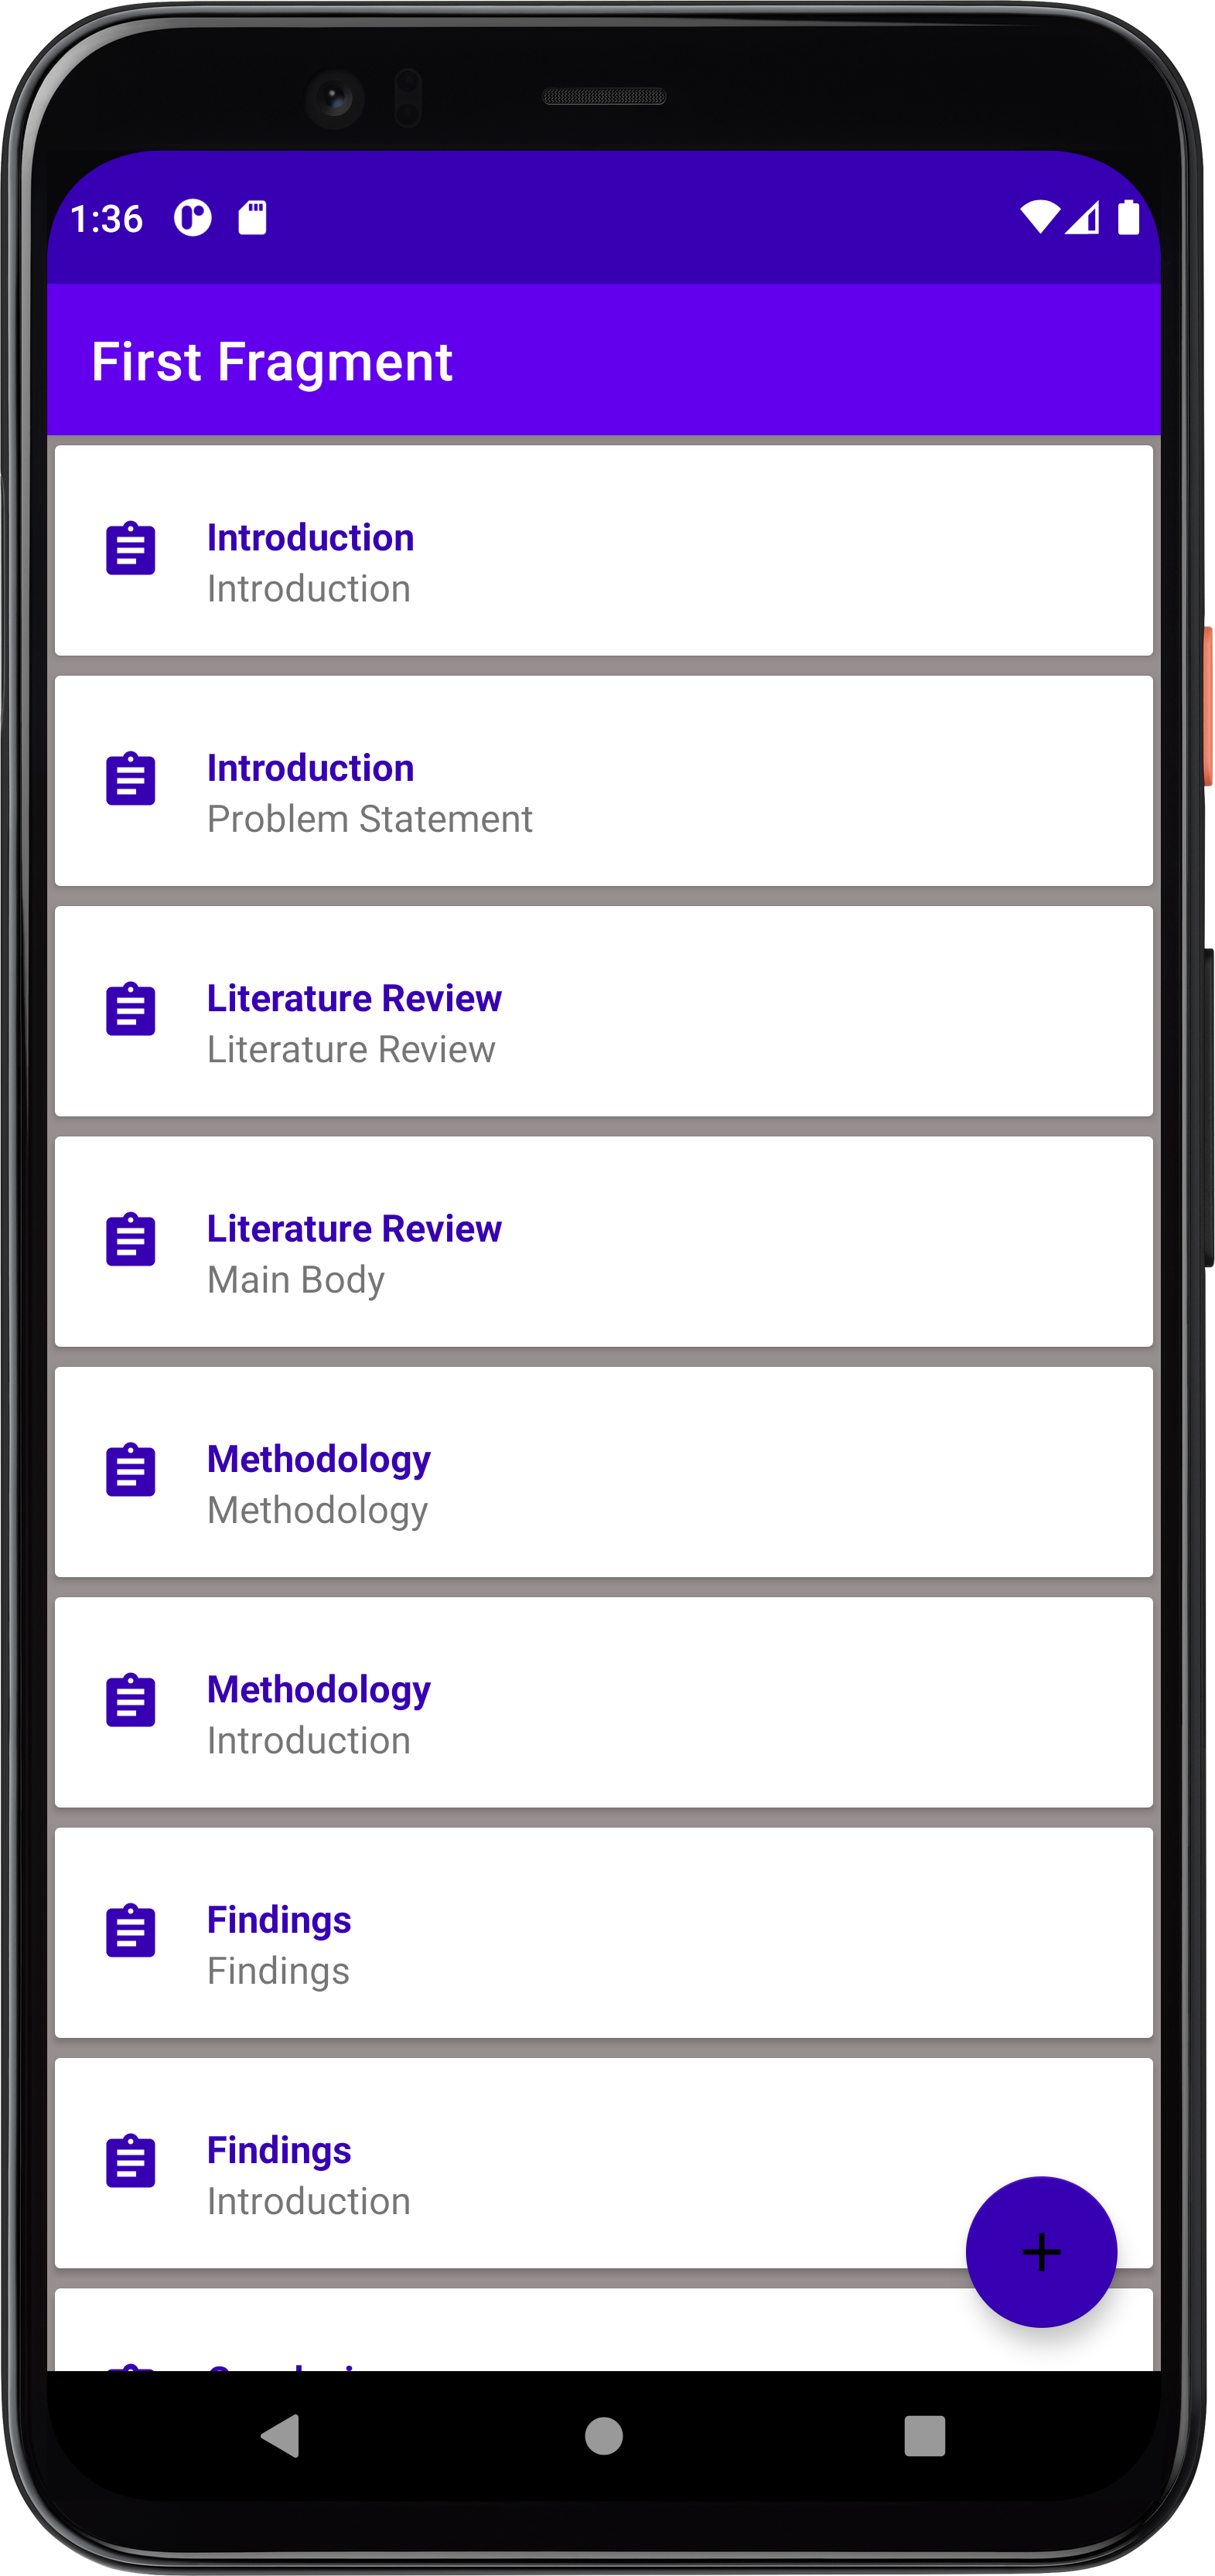 1:36
First Fragment
Introduction
Introduction
Introduction
Problem Statement
Literature Review
Literature Review
Literature Review
Main Body
Methodology
Methodology
Methodology
Introduction
Findings
Findings
Findings
Introduction